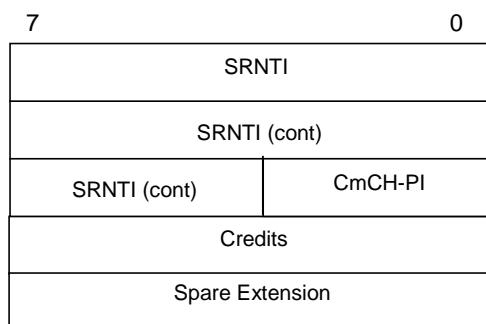 7 0
SRNTI
SRNTI (cont)
SRNTI (cont) CmCH-PI
Credits
Spare Extension